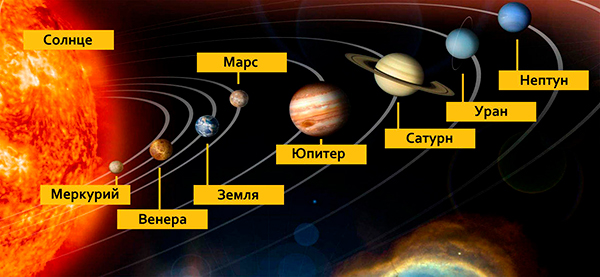 Солнце
Меркурий
Венера
Земля
Марс
Юпитер
Сатурн
Уран
Нептун